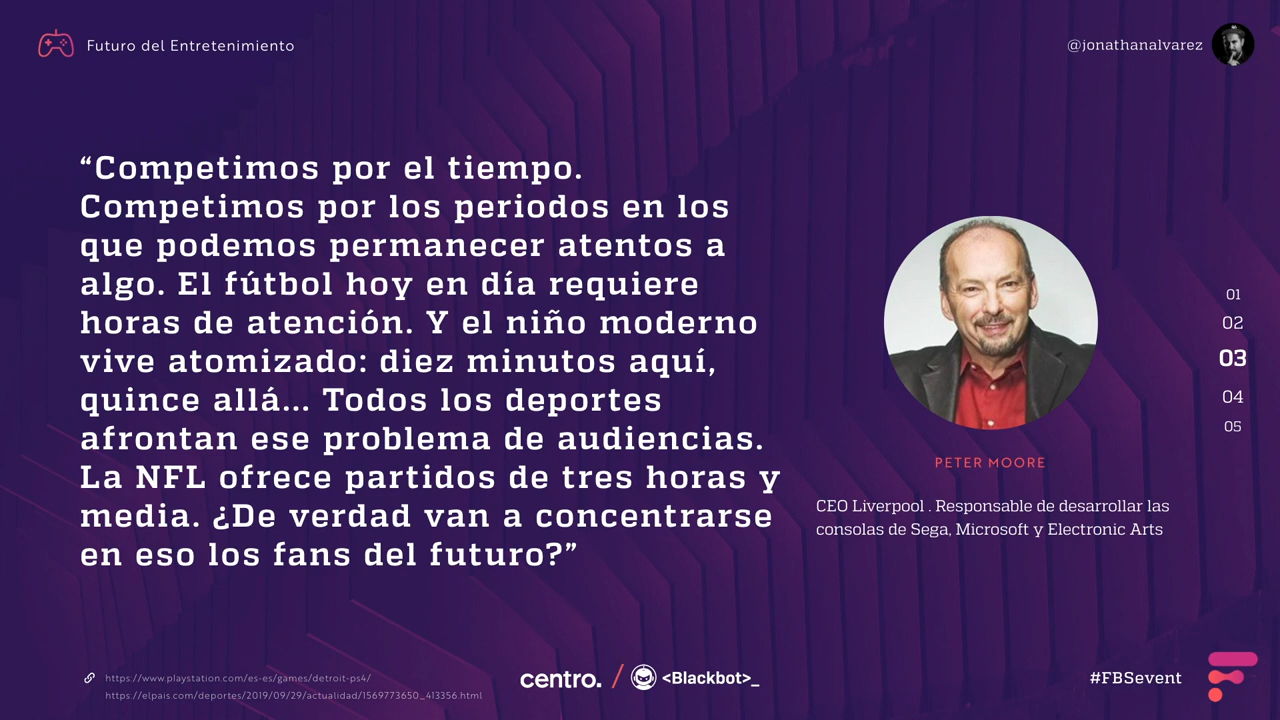 Futuro del Entretenimiento
@jonathanalvarez
“Competimos por el tiempo.
Competimos por los periodos en los
que podemos permanecer atentos a
algo. El fútbol hoy en día requiere
horas de atención. Y el niño moderno
vive atomizado: diez minutos aquí,
quince allá... Todos los deportes
afrontan ese problema de audiencias.
La NFL ofrece partidos de tres horas y
media. ¿De verdad van a concentrarse
en eso los fans del futuro?”
PETER MOORE
CEO Liverpool . Responsable de desarrollar las
consolas de Sega, Microsoft y Electronic Arts
01
02
03
04
05
https://www.playstation.com/es-es/games/detroit-ps4/
https://elpais.com/deportes/2019/09/29/actualidad/1569773650_413356.html
centro. / <Blackbot>_
#FBSevent